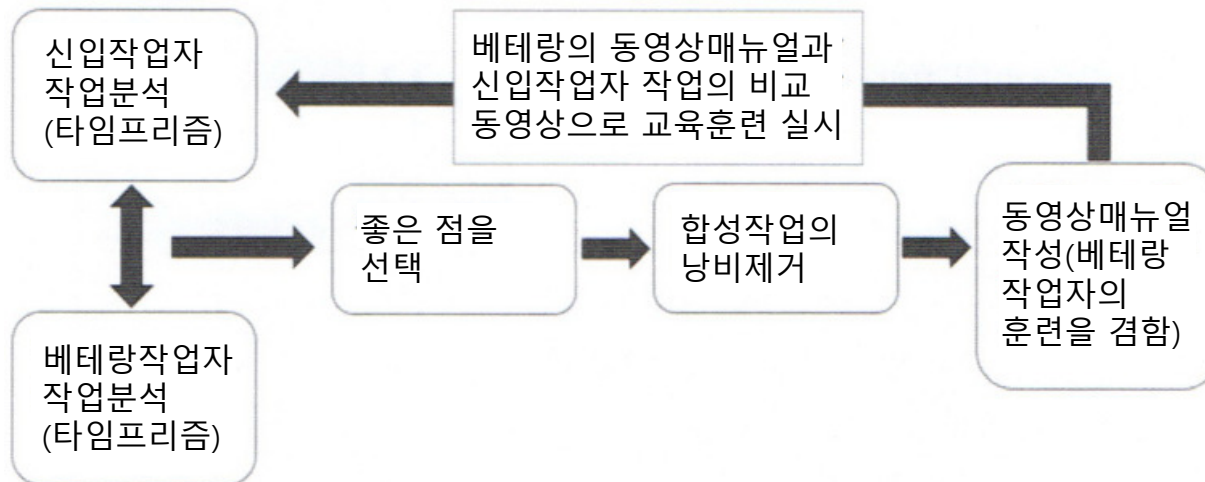 신입작업자
작업분석
(타임프리즘)
베테랑의 동영상매뉴얼과
신입작업자 작업의 비교
동영상으로 교육훈련 실시
좋은 점을
선택
합성작업의
낭비제거
동영상매뉴얼
작성(베테랑
작업자의
훈련을 겸함)
베테랑작업자
작업분석
(타임프리즘)